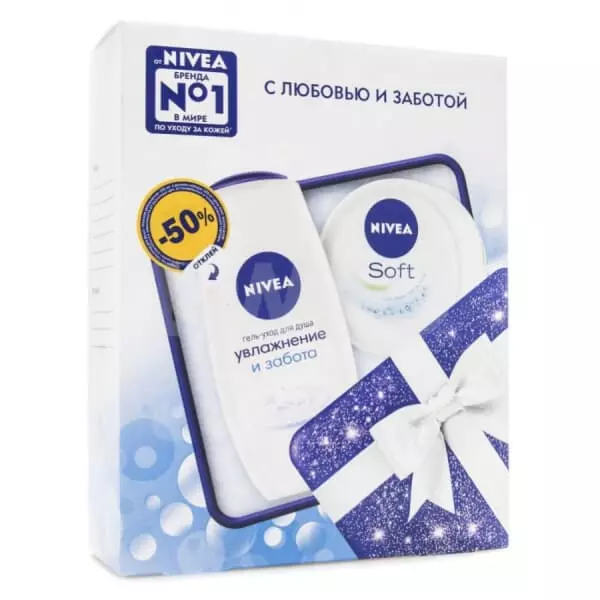 от NIVEA
БРЕНДА
№1
В МИРЕ
ПО УХОДУ ЗА КОЖЕЙ*
С ЛЮБОВЬЮ И ЗАБОТОЙ
-50%
ОТКЛЕЙ
NIVEA
гель-уход для душа
увлажнение
и забота
NIVEA
Soft
NIVEA